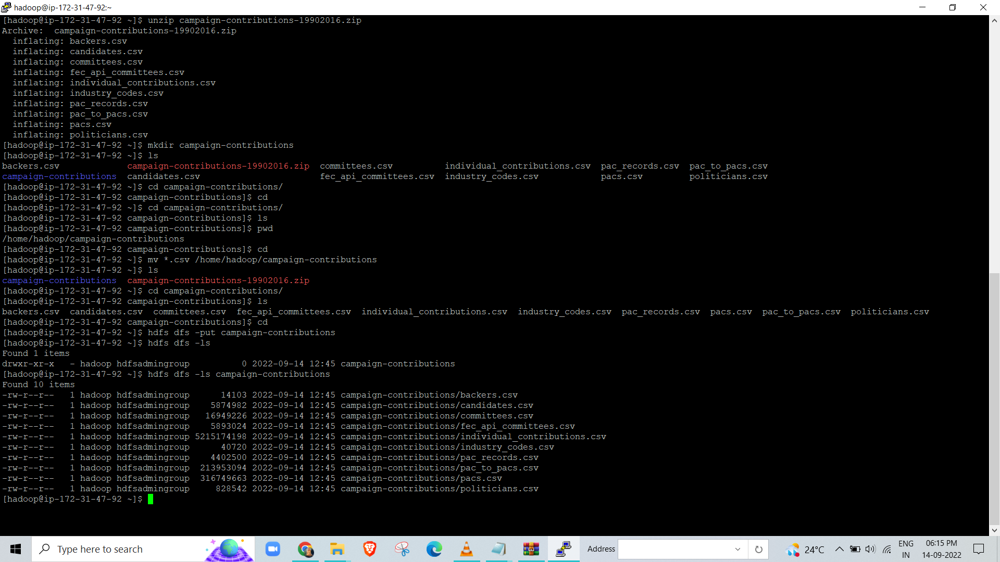 hadoop@ip-172-31-47-92:~
[hadoop@ip-172-31-47-92 ~]$ unzip campaign-contributions-19902016.zip
Archive:  campaign-contributions-19902016.zip
  inflating: backers.csv
  inflating: candidates.csv
  inflating: committees.csv
  inflating: fec_api_committees.csv
  inflating: individual_contributions.csv
  inflating: industry_codes.csv
  inflating: pac_records.csv
  inflating: pac_to_pacs.csv
  inflating: pacs.csv
  inflating: politicians.csv
[hadoop@ip-172-31-47-92 ~]$ mkdir campaign-contributions
[hadoop@ip-172-31-47-92 ~]$ ls
backers.csv             campaign-contributions-19902016.zip  committees.csv          individual_contributions.csv  pac_records.csv  pac_to_pacs.csv
campaign-contributions  candidates.csv                       fec_api_committees.csv  industry_codes.csv            pacs.csv         politicians.csv
[hadoop@ip-172-31-47-92 ~]$ cd campaign-contributions/
[hadoop@ip-172-31-47-92 campaign-contributions]$ cd
[hadoop@ip-172-31-47-92 ~]$ cd campaign-contributions/
[hadoop@ip-172-31-47-92 campaign-contributions]$ ls
[hadoop@ip-172-31-47-92 campaign-contributions]$ pwd
/home/hadoop/campaign-contributions
[hadoop@ip-172-31-47-92 campaign-contributions]$ cd
[hadoop@ip-172-31-47-92 ~]$ mv *.csv /home/hadoop/campaign-contributions
[hadoop@ip-172-31-47-92 ~]$ ls
campaign-contributions  campaign-contributions-19902016.zip
[hadoop@ip-172-31-47-92 ~]$ cd campaign-contributions/
[hadoop@ip-172-31-47-92 campaign-contributions]$ ls
backers.csv  candidates.csv  committees.csv  fec_api_committees.csv  individual_contributions.csv  industry_codes.csv  pac_records.csv  pacs.csv  pac_to_pacs.csv  politicians.csv
[hadoop@ip-172-31-47-92 campaign-contributions]$ cd
[hadoop@ip-172-31-47-92 ~]$ hdfs dfs -put campaign-contributions
[hadoop@ip-172-31-47-92 ~]$ hdfs dfs -ls
Found 1 items
drwxr-xr-x   - hadoop hdfsadmingroup          0 2022-09-14 12:45 campaign-contributions
[hadoop@ip-172-31-47-92 ~]$ hdfs dfs -ls campaign-contributions
Found 10 items
-rw-r--r--   1 hadoop hdfsadmingroup      14103 2022-09-14 12:45 campaign-contributions/backers.csv
-rw-r--r--   1 hadoop hdfsadmingroup    5874982 2022-09-14 12:45 campaign-contributions/candidates.csv
-rw-r--r--   1 hadoop hdfsadmingroup   16949226 2022-09-14 12:45 campaign-contributions/committees.csv
-rw-r--r--   1 hadoop hdfsadmingroup    5893024 2022-09-14 12:45 campaign-contributions/fec_api_committees.csv
-rw-r--r--   1 hadoop hdfsadmingroup 5215174198 2022-09-14 12:45 campaign-contributions/individual_contributions.csv
-rw-r--r--   1 hadoop hdfsadmingroup      40720 2022-09-14 12:45 campaign-contributions/industry_codes.csv
-rw-r--r--   1 hadoop hdfsadmingroup    4402500 2022-09-14 12:45 campaign-contributions/pac_records.csv
-rw-r--r--   1 hadoop hdfsadmingroup  213953094 2022-09-14 12:45 campaign-contributions/pac_to_pacs.csv
-rw-r--r--   1 hadoop hdfsadmingroup  316749663 2022-09-14 12:45 campaign-contributions/pacs.csv
-rw-r--r--   1 hadoop hdfsadmingroup     828542 2022-09-14 12:45 campaign-contributions/politicians.csv
[hadoop@ip-172-31-47-92 ~]$
Type here to search
Address
24°C
ENG
IN
06:15 PM
14-09-2022